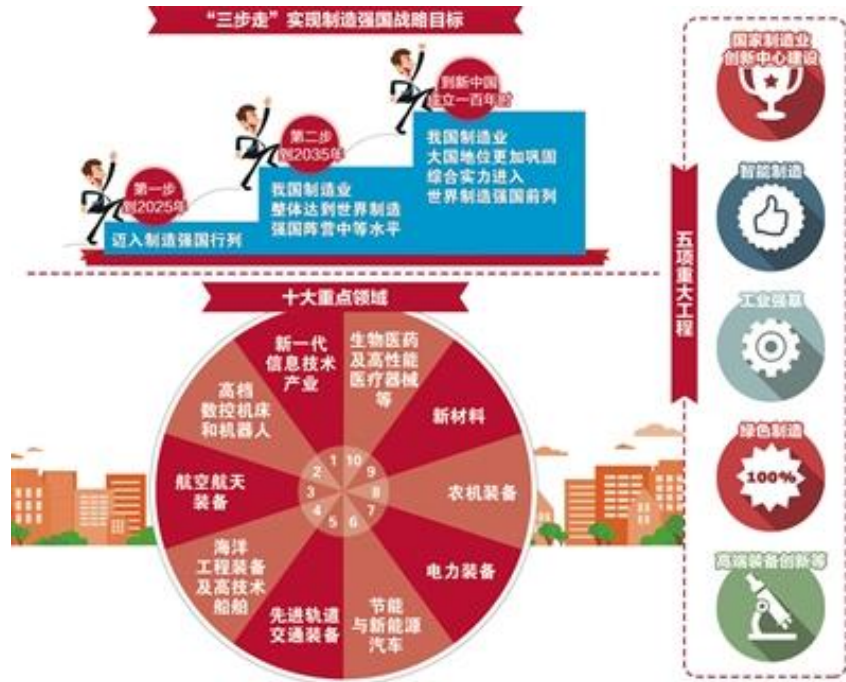 “三步走”实现制造强国战略目标
第一步
到2025年
迈入制造强国行列
第二步
到2035年
我国制造业
整体达到世界制造
强国阵营中等水平
到新中国
成立一百年时
我国制造业
大国地位更加巩固
综合实力进入
世界制造强国前列
十大重点领域
1
新一代
信息技术
产业
2
高档
数控机床
和机器人
3
航空航天
装备
4
海洋
工程装备
及高技术
船舶
5
先进轨道
交通装备
6
节能
与新能源
汽车
7
电力装备
8
农机装备
9
新材料
10
生物医药
及高性能
医疗器械
等
五项重大工程
国家制造业
创新中心建设
智能制造
工业强基
绿色制造
100%
高端装备创新等